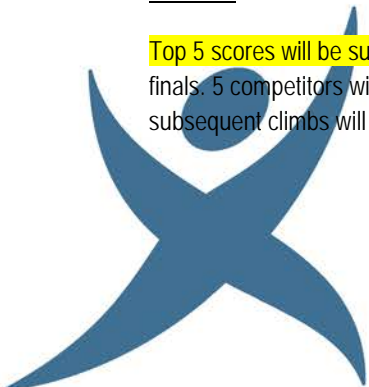 Top 5 scores will be su
finals. 5 competitors wi
subsequent climbs will